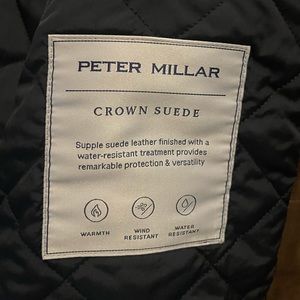 PETER MILLAR
CROWN SUEDE
Supple suede leather finished with a
water-resistant treatment provides
remarkable protection & versatility
WARMTH
WIND
RESISTANT
WATER
RESISTANT